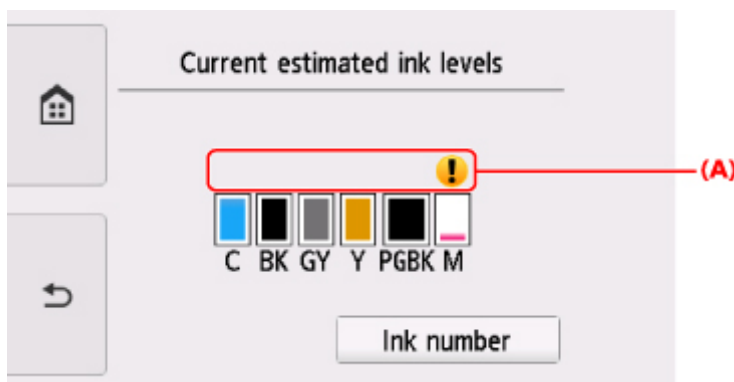 Current estimated ink levels
!
(A)
C BK GY Y PGBK M
Ink number